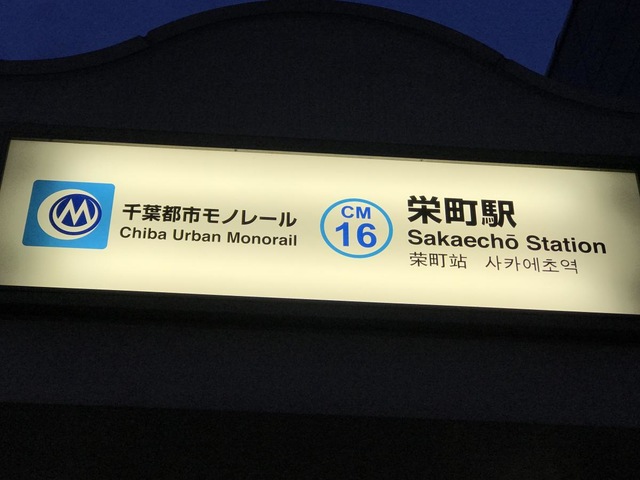 千葉都市モノレール
Chiba Urban Monorail
CM
16
栄町駅
Sakaechō Station
荣町站 사카에초역